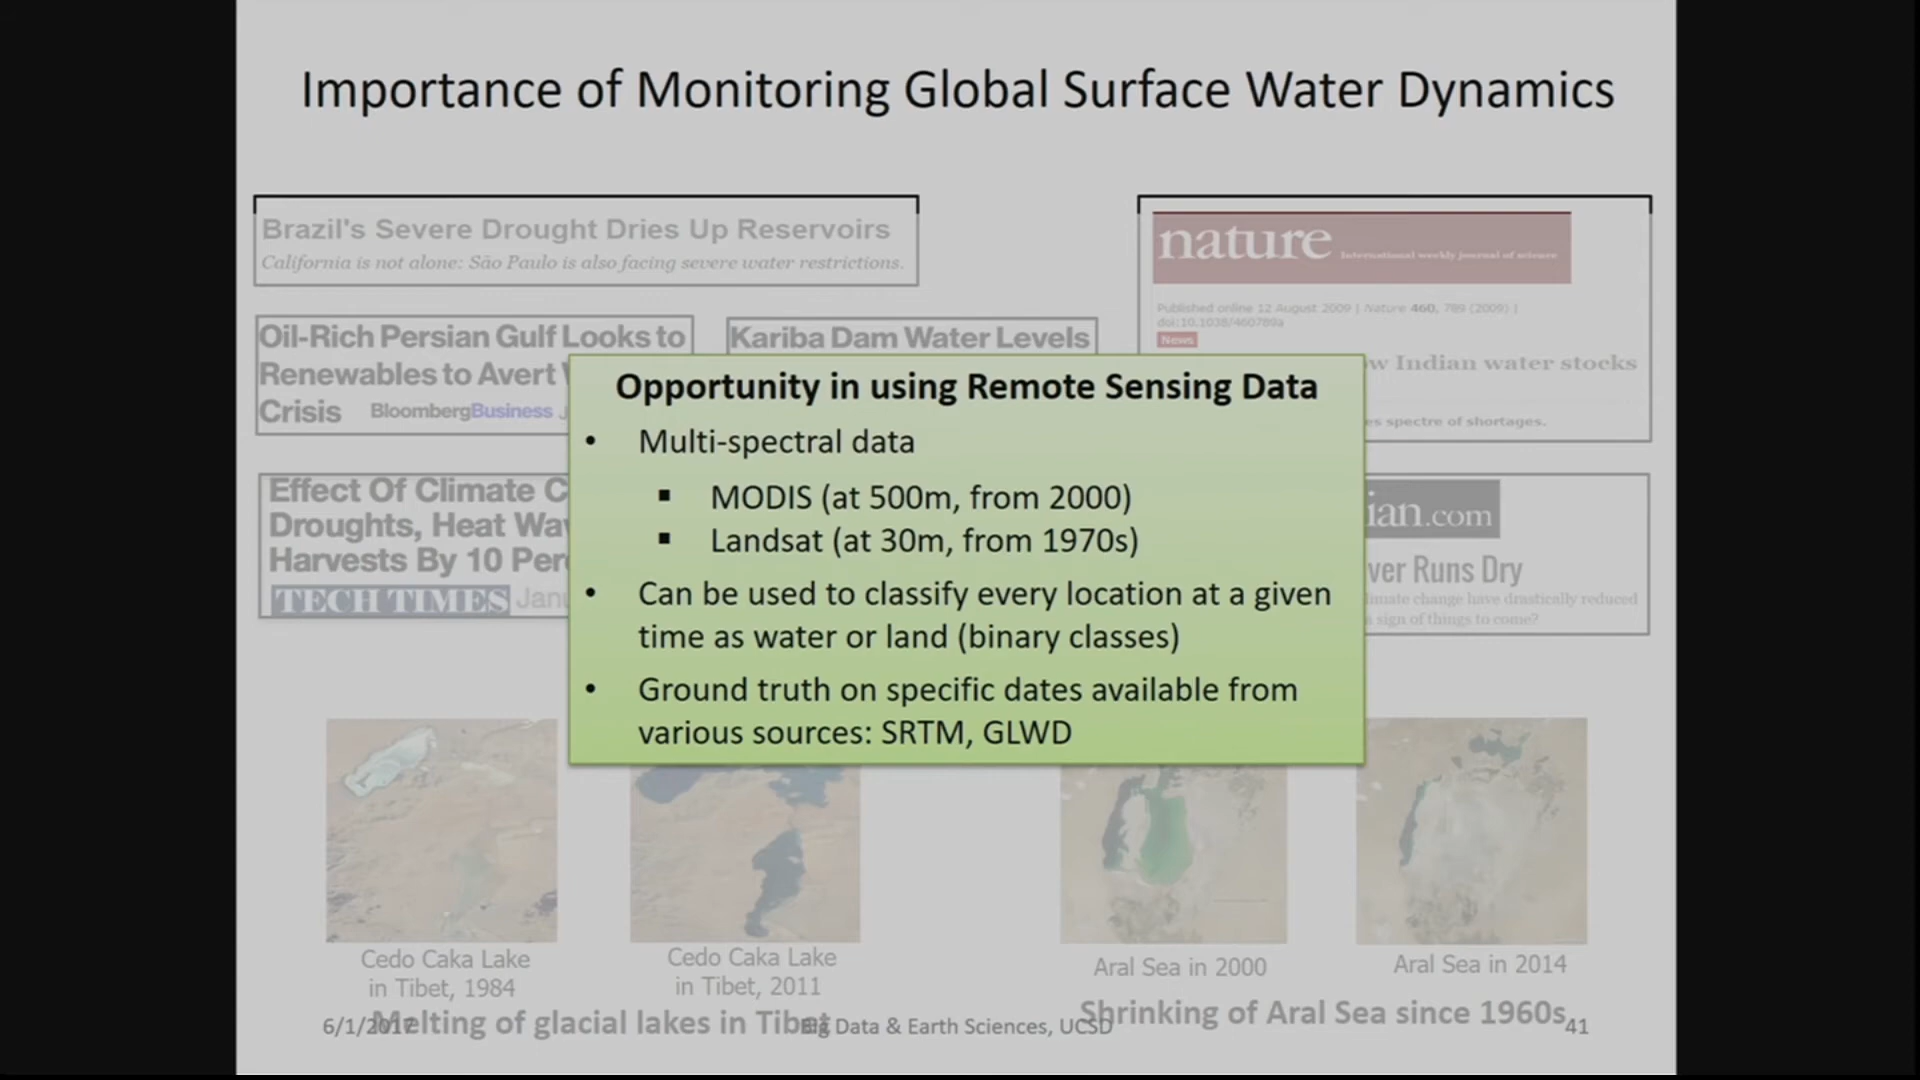 Importance of Monitoring Global Surface Water Dynamics
Brazil's Severe Drought Dries Up Reservoirs
California is not alone: São Paulo is also facing severe water restrictions.
nature International weekly journal of science
Published online 12 August 2009 | Nature 460, 789 (2009) |
doi:10.1038/460789a
News
w Indian water stocks
es spectre of shortages.
Oil-Rich Persian Gulf Looks to
Renewables to Avert
Crisis BloombergBusiness
Kariba Dam Water Levels
Effect Of Climate C
Droughts, Heat Wa
Harvests By 10 Per
TECH TIMES Janu
ian.com
ver Runs Dry
limate change have drastically reduced
sign of things to come?
Opportunity in using Remote Sensing Data
• Multi-spectral data
▪ MODIS (at 500m, from 2000)
▪ Landsat (at 30m, from 1970s)
• Can be used to classify every location at a given
time as water or land (binary classes)
• Ground truth on specific dates available from
various sources: SRTM, GLWD
Cedo Caka Lake
in Tibet, 1984
Cedo Caka Lake
in Tibet, 2011
Aral Sea in 2000
Aral Sea in 2014
Melting of glacial lakes in Tibet
Shrinking of Aral Sea since 1960s
6/1/2017
Big Data & Earth Sciences, UCSD
41